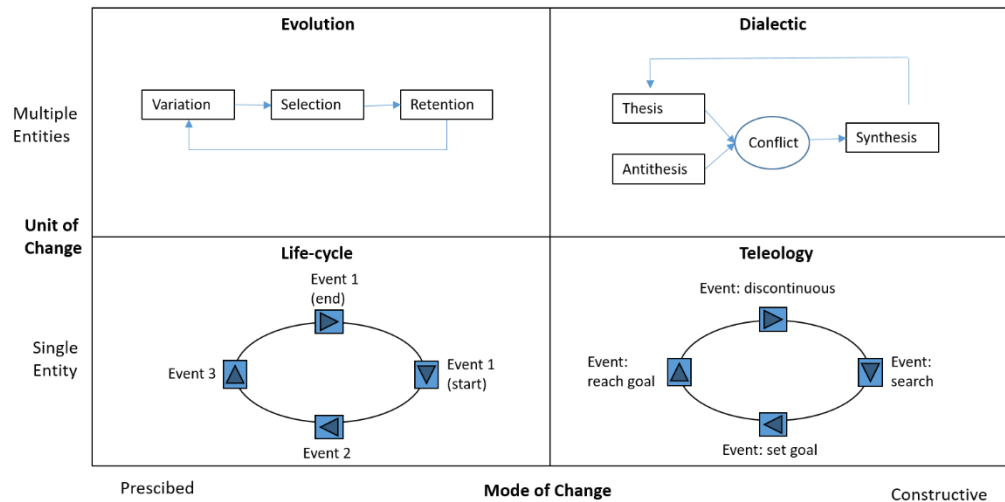 Evolution
Dialectic
Multiple
Entities
Variation
Selection
Retention
Thesis
Antithesis
Conflict
Synthesis
Unit of
Change
Life-cycle
Teleology
Single
Entity
Event 1
(end)
Event 3
Event 1
(start)
Event 2
Event: discontinuous
Event:
reach goal
Event:
search
Event: set goal
Prescibed
Mode of Change
Constructive